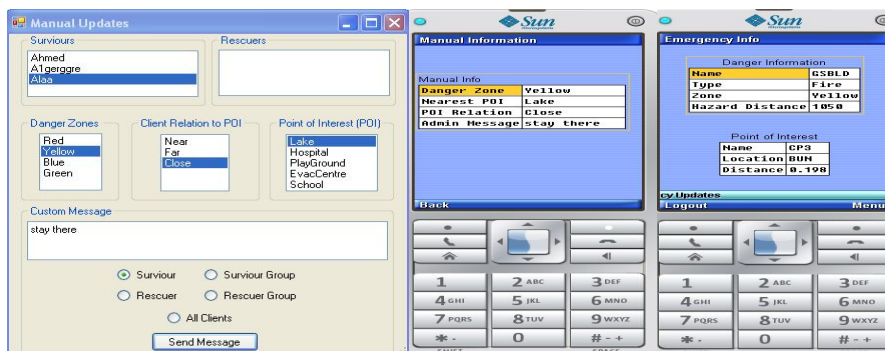 Manual Updates
Surviours
Ahmed
A1gerggre
Alaa
Rescuers
Danger Zones
Red
Yellow
Blue
Green
Client Relation to POI
Near
Far
Close
Point of Interest (POI)
Lake
Hospital
PlayGround
EvacCentre
School
Custom Message
stay there
Surviour
Surviour Group
Rescuer
Rescuer Group
All Clients
Send Message
Sun
Manual Information
Manual Info
Danger Zone Yellow
Nearest POI Lake
POI Relation Close
Admin Message stay there
Back
1 2 ABC 3 DEF
4 GHI 5 JKL 6 MNO
7 PQRS 8 TUV 9 WXYZ
* . 0 # - +
Sun
Emergency Info
Danger Information
Name GSBLD
Type Fire
Zone Yellow
Hazard Distance 1050
Point of Interest
Name CP3
Location BUN
Distance 0.198
cy Updates
Logout Menu
1 2 ABC 3 DEF
4 GHI 5 JKL 6 MNO
7 PQRS 8 TUV 9 WXYZ
* . 0 # - +